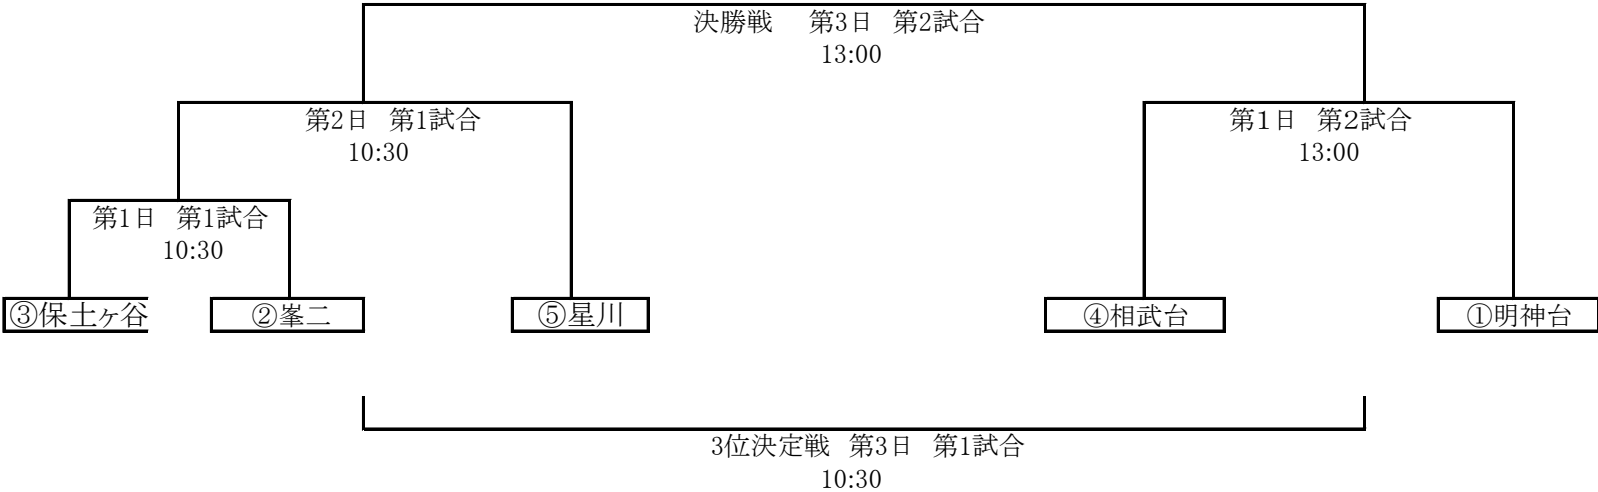 決勝戦　第3日　第2試合
13:00
第2日　第1試合
10:30
第１日　第２試合
13:00
第1日　第1試合
10:30
③保土ヶ谷
②峯二
⑤星川
④相武台
①明神台
3位決定戦　第3日　第1試合
10:30